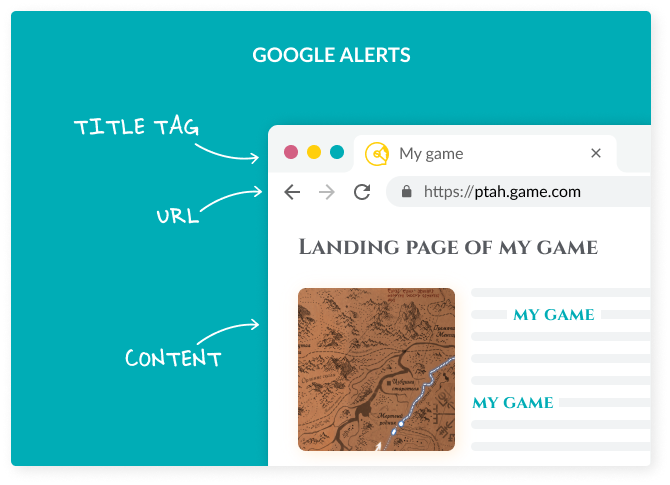 GOOGLE ALERTS
TITLE TAG
My game
URL
https://ptah.game.com
LANDING PAGE OF MY GAME
MY GAME
CONTENT
Мертвый
MY GAME